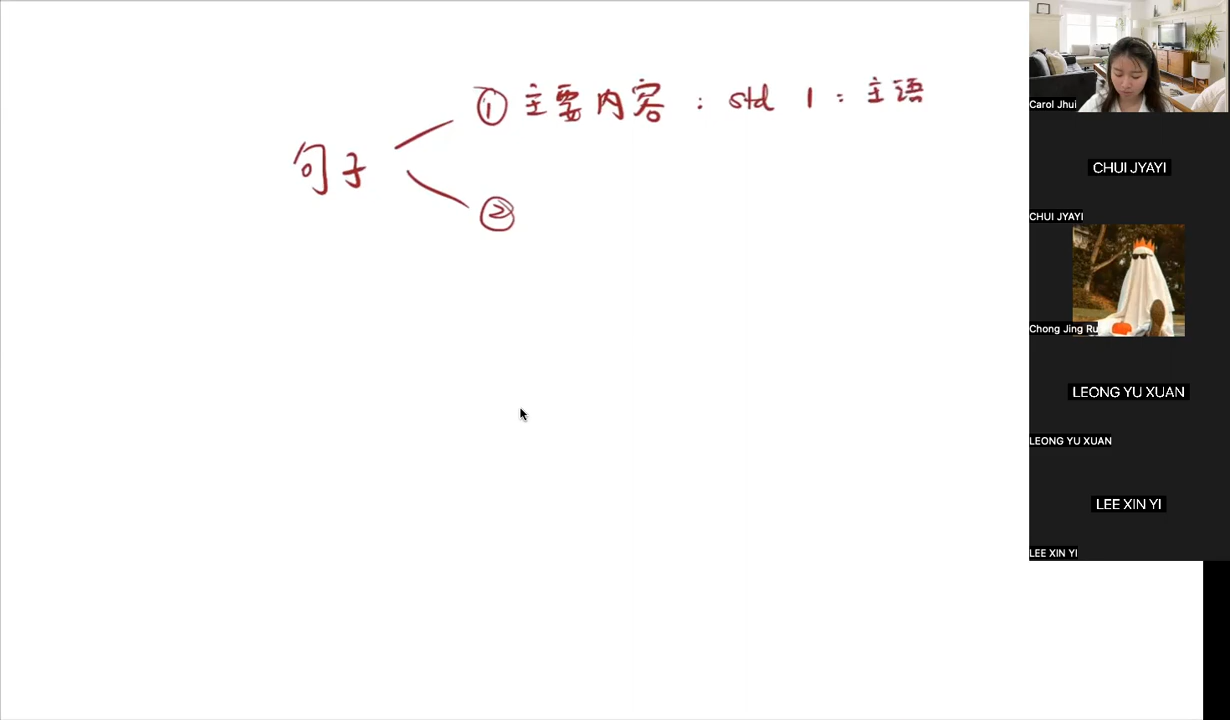 ① 主要内容 : std 1 : 主语
句子
②
Carol Jhui
CHUI JYAYI
CHUI JYAYI
Chong Jing Ru
LEONG YU XUAN
LEONG YU XUAN
LEE XIN YI
LEE XIN YI